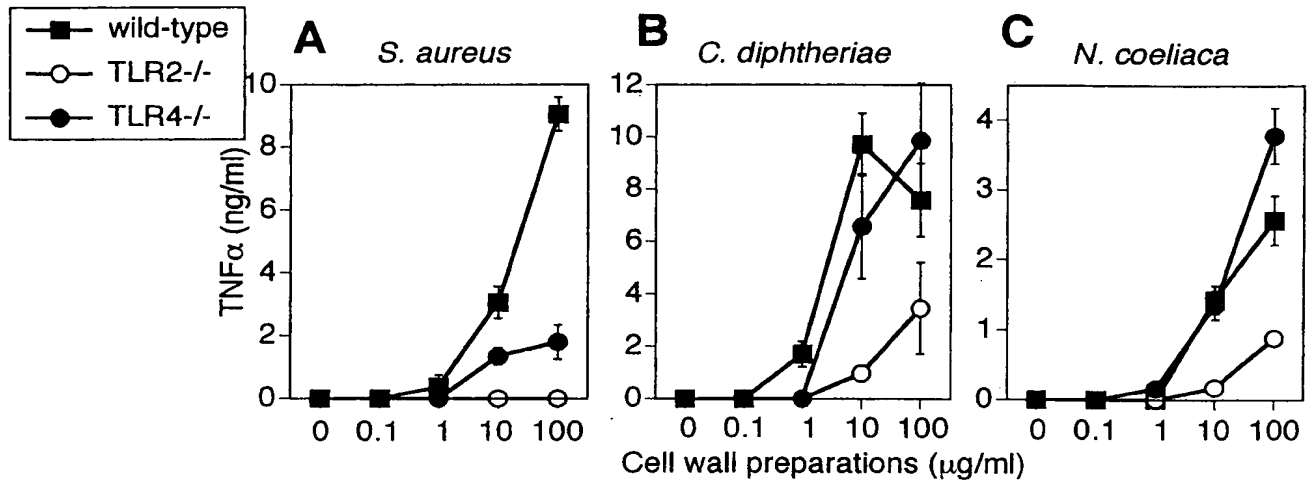 wild-type
TLR2-/-
TLR4-/-
A
S. aureus
B
C. diphtheriae
C
N. coeliaca
TNFα (ng/ml)
10
8
6
4
2
0
0 0.1 1 10 100
12
10
8
6
4
2
0
0 0.1 1 10 100
4
3
2
1
0
0 0.1 1 10 100
Cell wall preparations (μg/ml)